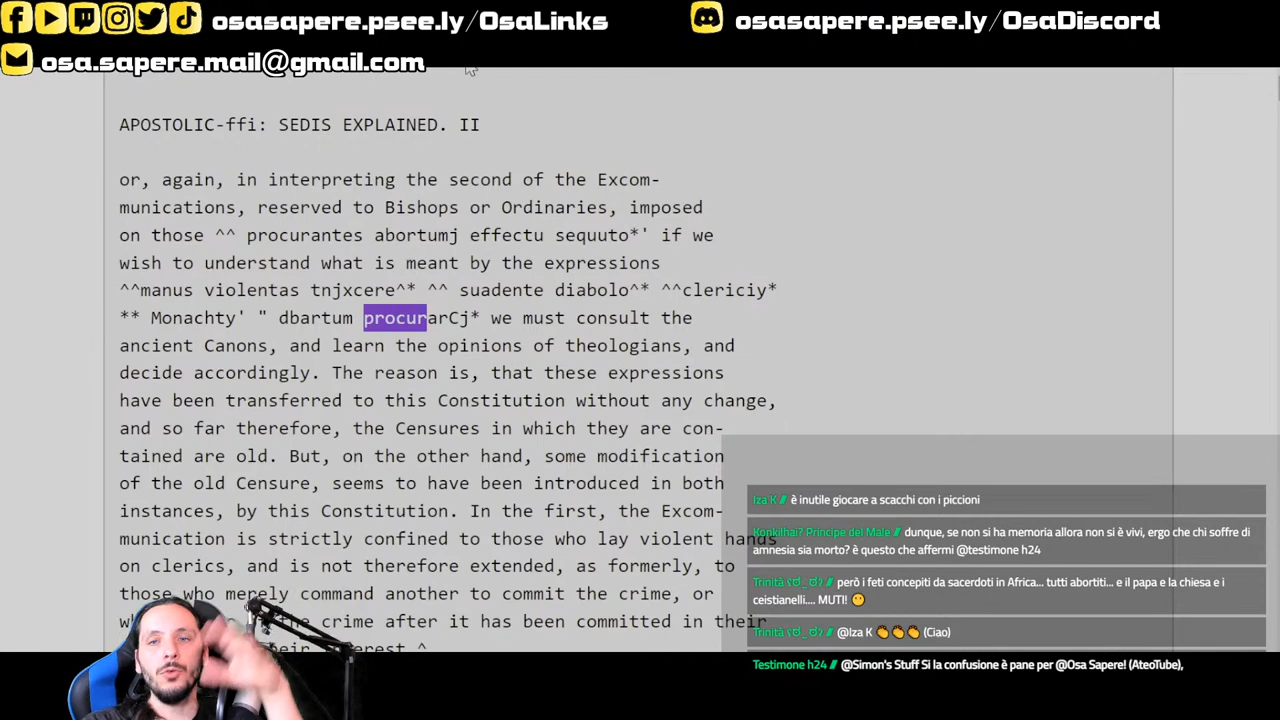 osasapere.psee.ly/OsaLinks
osasapere.psee.ly/OsaDiscord
osa.sapere.mail@gmail.com
APOSTOLIC-ffi: SEDIS EXPLAINED. II
or, again, in interpreting the second of the Excom-
munications, reserved to Bishops or Ordinaries, imposed
on those ^^ procurantes abortumj effectu sequuto*' if we
wish to understand what is meant by the expressions
^^manus violentas tnjxcere^* ^^ suadente diabolo^* ^^clericiy*
** Monachty' " dbartum procurarCj* we must consult the
ancient Canons, and learn the opinions of theologians, and
decide accordingly. The reason is, that these expressions
have been transferred to this Constitution without any change,
and so far therefore, the Censures in which they are con-
tained are old. But, on the other hand, some modification
of the old Censure, seems to have been introduced in both
instances, by this Constitution. In the first, the Excom-
munication is strictly confined to those who lay violent hands
on clerics, and is not therefore extended, as formerly, to
those who merely command another to commit the crime, or
the crime after it has been committed in their
interest ^
Iza K è inutile giocare a scacchi con i piccioni
Konkilhai? Principe del Male dunque, se non si ha memoria allora non si è vivi, ergo che chi soffre di
amnesia sia morto? è questo che affermi @testimone h24
Trinità però i feti concepiti da sacerdoti in Africa... tutti abortiti... e il papa e la chiesa e i
ceistianelli.... MUTI! 😶
Trinità @Iza K 👏👏👏 (Ciao)
Testimone h24 @Simon's Stuff Si la confusione è pane per @Osa Sapere! (AteoTube),